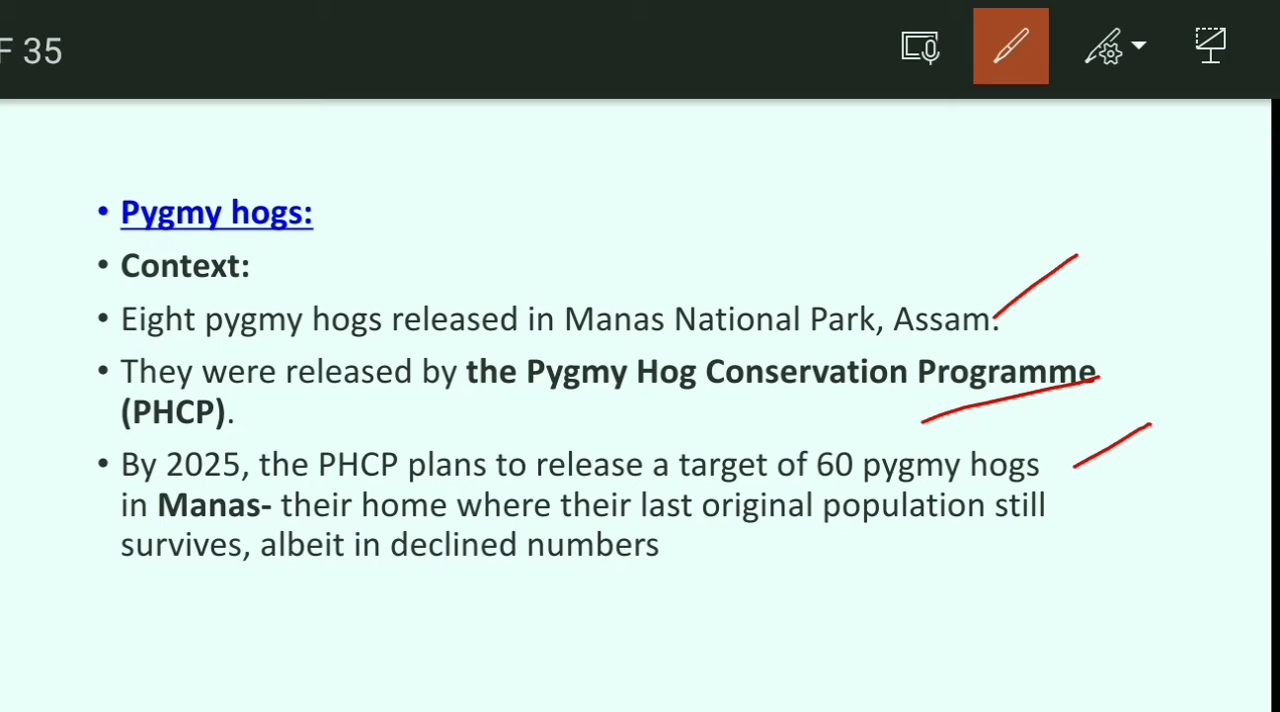 F 35
• Pygmy hogs:
• Context:
• Eight pygmy hogs released in Manas National Park, Assam.
• They were released by the Pygmy Hog Conservation Programme
(PHCP).
• By 2025, the PHCP plans to release a target of 60 pygmy hogs
in Manas- their home where their last original population still
survives, albeit in declined numbers